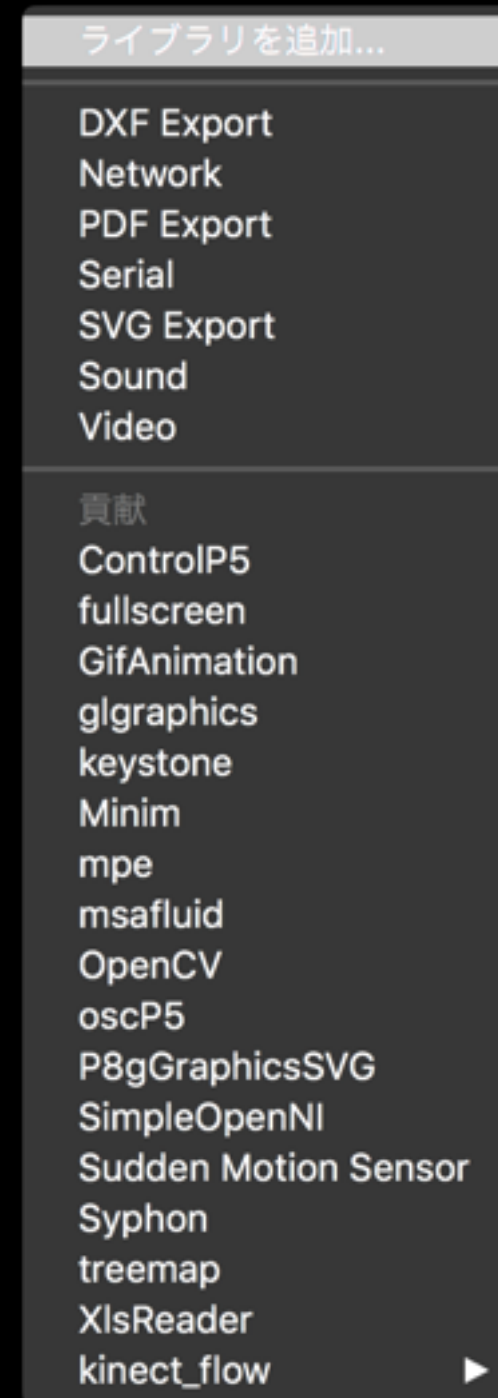 ライブラリを追加...
DXF Export
Network
PDF Export
Serial
SVG Export
Sound
Video
貢献
ControlP5
fullscreen
GifAnimation
glgraphics
keystone
Minim
mpe
msafluid
OpenCV
oscP5
P8gGraphicsSVG
SimpleOpenNI
Sudden Motion Sensor
Syphon
treemap
XlsReader
kinect_flow